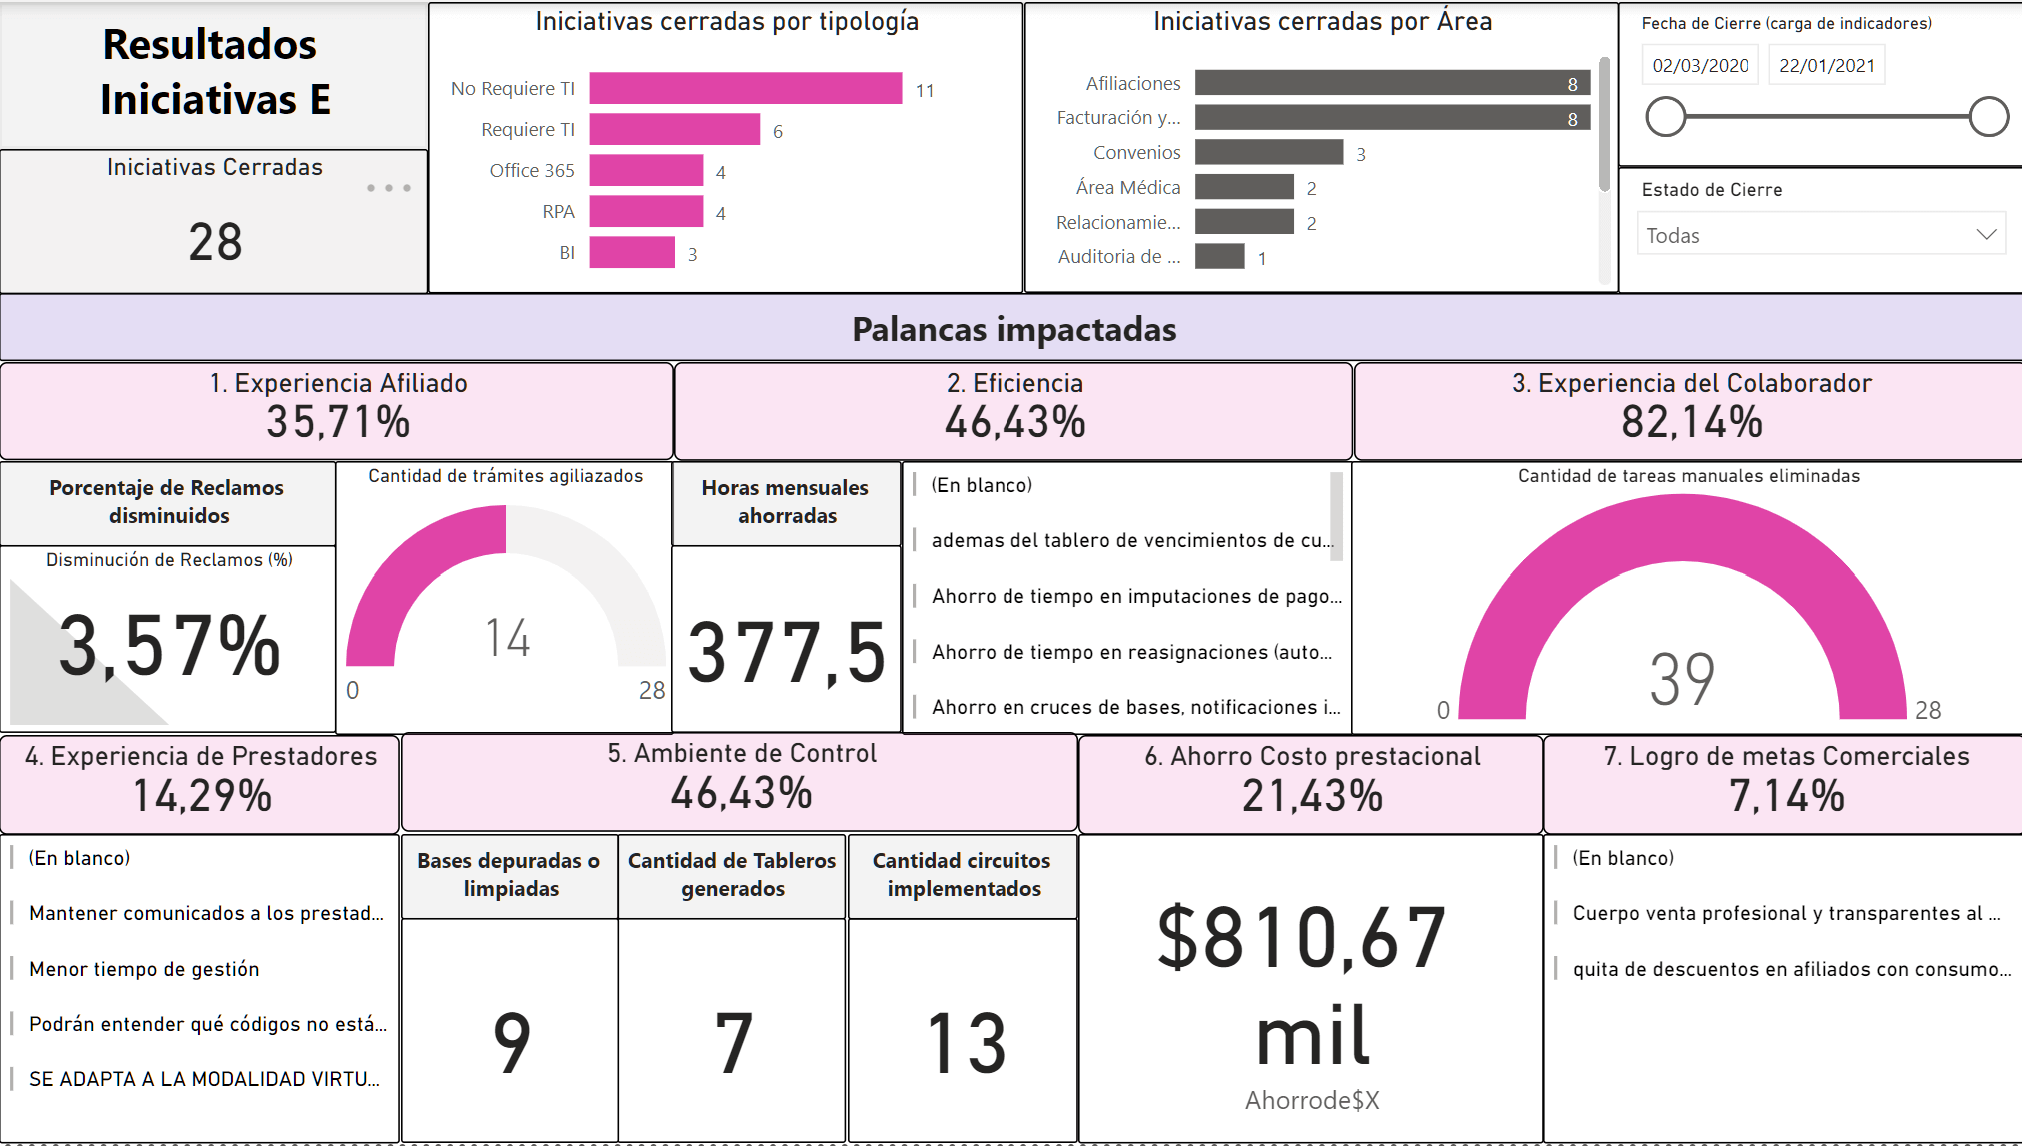 Resultados
Iniciativas E
Iniciativas Cerradas
28
Iniciativas cerradas por tipología
No Requiere TI 11
Requiere TI 6
Office 365 4
RPA 4
BI 3
Iniciativas cerradas por Área
Afiliaciones 8
Facturación y... 8
Convenios 3
Área Médica 2
Relacionamie... 2
Auditoria de ... 1
Fecha de Cierre (carga de indicadores)
02/03/2020 22/01/2021
Estado de Cierre
Todas
Palancas impactadas
1. Experiencia Afiliado
35,71%
2. Eficiencia
46,43%
3. Experiencia del Colaborador
82,14%
Porcentaje de Reclamos
disminuidos
Disminución de Reclamos (%)
3,57%
Cantidad de trámites agiliazados
14
0 28
Horas mensuales
ahorradas
377,5
(En blanco)
ademas del tablero de vencimientos de cu...
Ahorro de tiempo en imputaciones de pago...
Ahorro de tiempo en reasignaciones (auto...
Ahorro en cruces de bases, notificaciones i...
Cantidad de tareas manuales eliminadas
39
0 28
4. Experiencia de Prestadores
14,29%
5. Ambiente de Control
46,43%
6. Ahorro Costo prestacional
21,43%
7. Logro de metas Comerciales
7,14%
(En blanco)
Mantener comunicados a los prestad...
Menor tiempo de gestión
Podrán entender qué códigos no está...
SE ADAPTA A LA MODALIDAD VIRTU...
Bases depuradas o
limpiadas
9
Cantidad de Tableros
generados
7
Cantidad circuitos
implementados
13
$810,67
mil
Ahorrode$X
(En blanco)
Cuerpo venta profesional y transparentes al ...
quita de descuentos en afiliados con consumo...